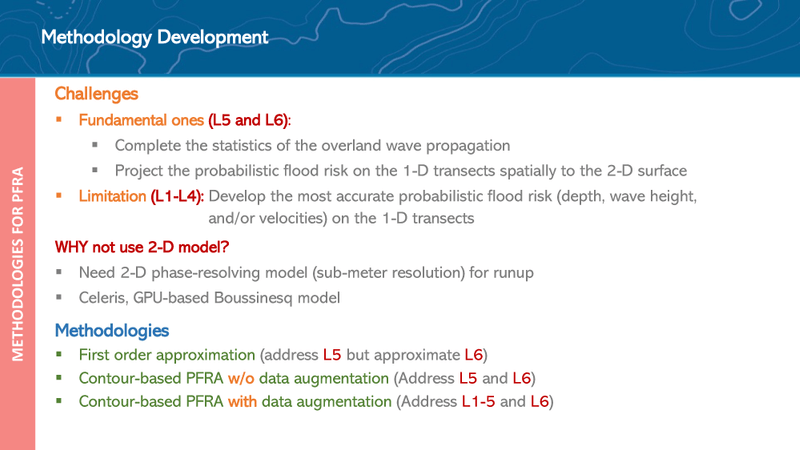 Methodology Development
METHODOLOGIES FOR PFRA
Challenges
▪ Fundamental ones (L5 and L6):
▪ Complete the statistics of the overland wave propagation
▪ Project the probabilistic flood risk on the 1-D transects spatially to the 2-D surface
▪ Limitation (L1-L4): Develop the most accurate probabilistic flood risk (depth, wave height,
and/or velocities) on the 1-D transects
WHY not use 2-D model?
▪ Need 2-D phase-resolving model (sub-meter resolution) for runup
▪ Celeris, GPU-based Boussinesq model
Methodologies
▪ First order approximation (address L5 but approximate L6)
▪ Contour-based PFRA w/o data augmentation (Address L5 and L6)
▪ Contour-based PFRA with data augmentation (Address L1-5 and L6)